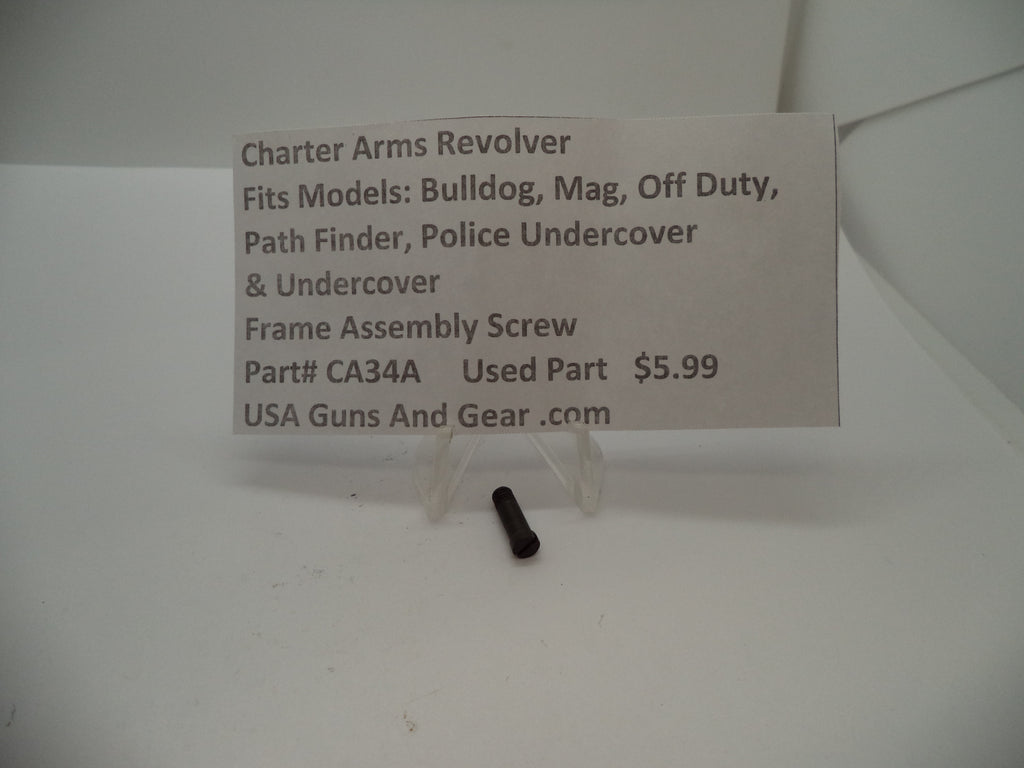 Charter Arms Revolver
Fits Models: Bulldog, Mag, Off Duty,
Path Finder, Police Undercover
& Undercover
Frame Assembly Screw
Part# CA34A Used Part $5.99
USA Guns And Gear .com